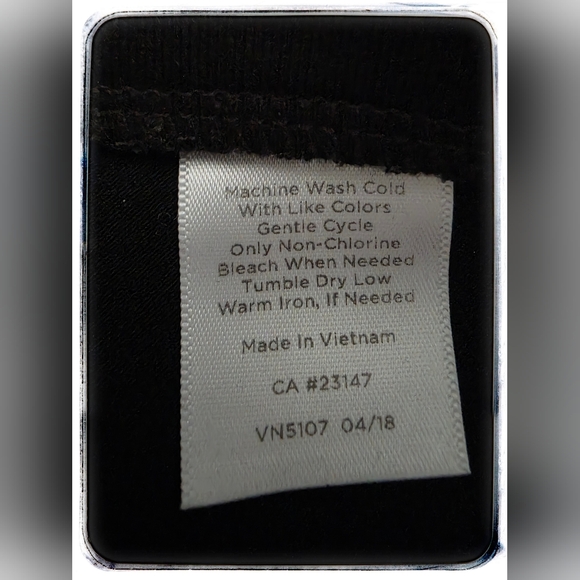 Machine Wash Cold
With Like Colors
Gentle Cycle
Only Non-Chlorine
Bleach When Needed
Tumble Dry Low
Warm Iron, If Needed
Made In Vietnam
CA #23147
VN5107 04/18